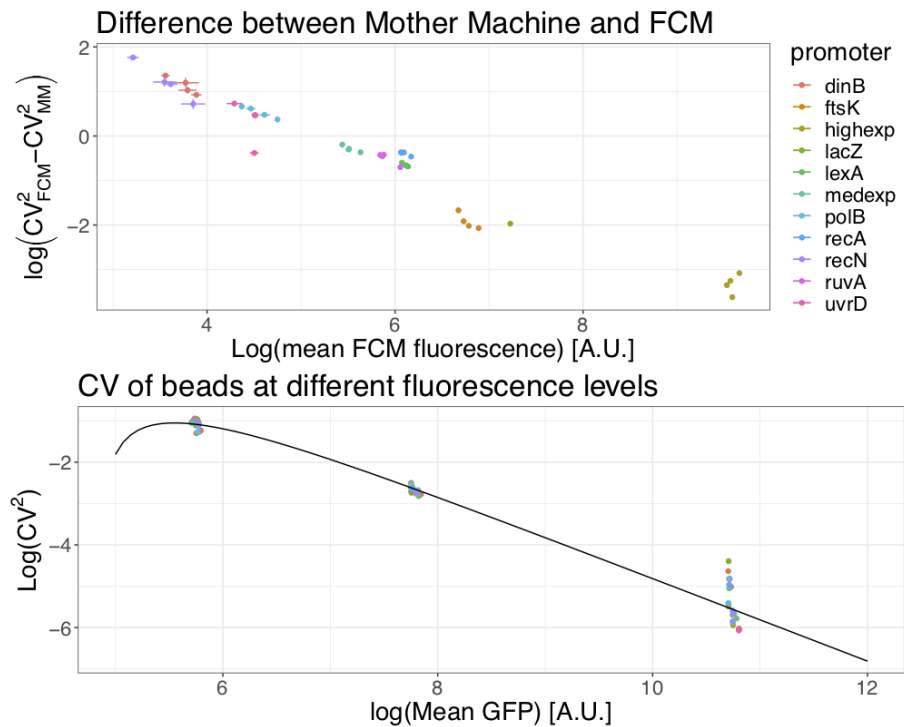 Difference between Mother Machine and FCM
log(CV²FCM−CV²MM)
2
0
−2
4
6
8
Log(mean FCM fluorescence) [A.U.]
promoter
dinB
ftsK
highexp
lacZ
lexA
medexp
polB
recA
recN
ruvA
uvrD
CV of beads at different fluorescence levels
Log(CV²)
−2
−4
−6
6
8
10
12
log(Mean GFP) [A.U.]